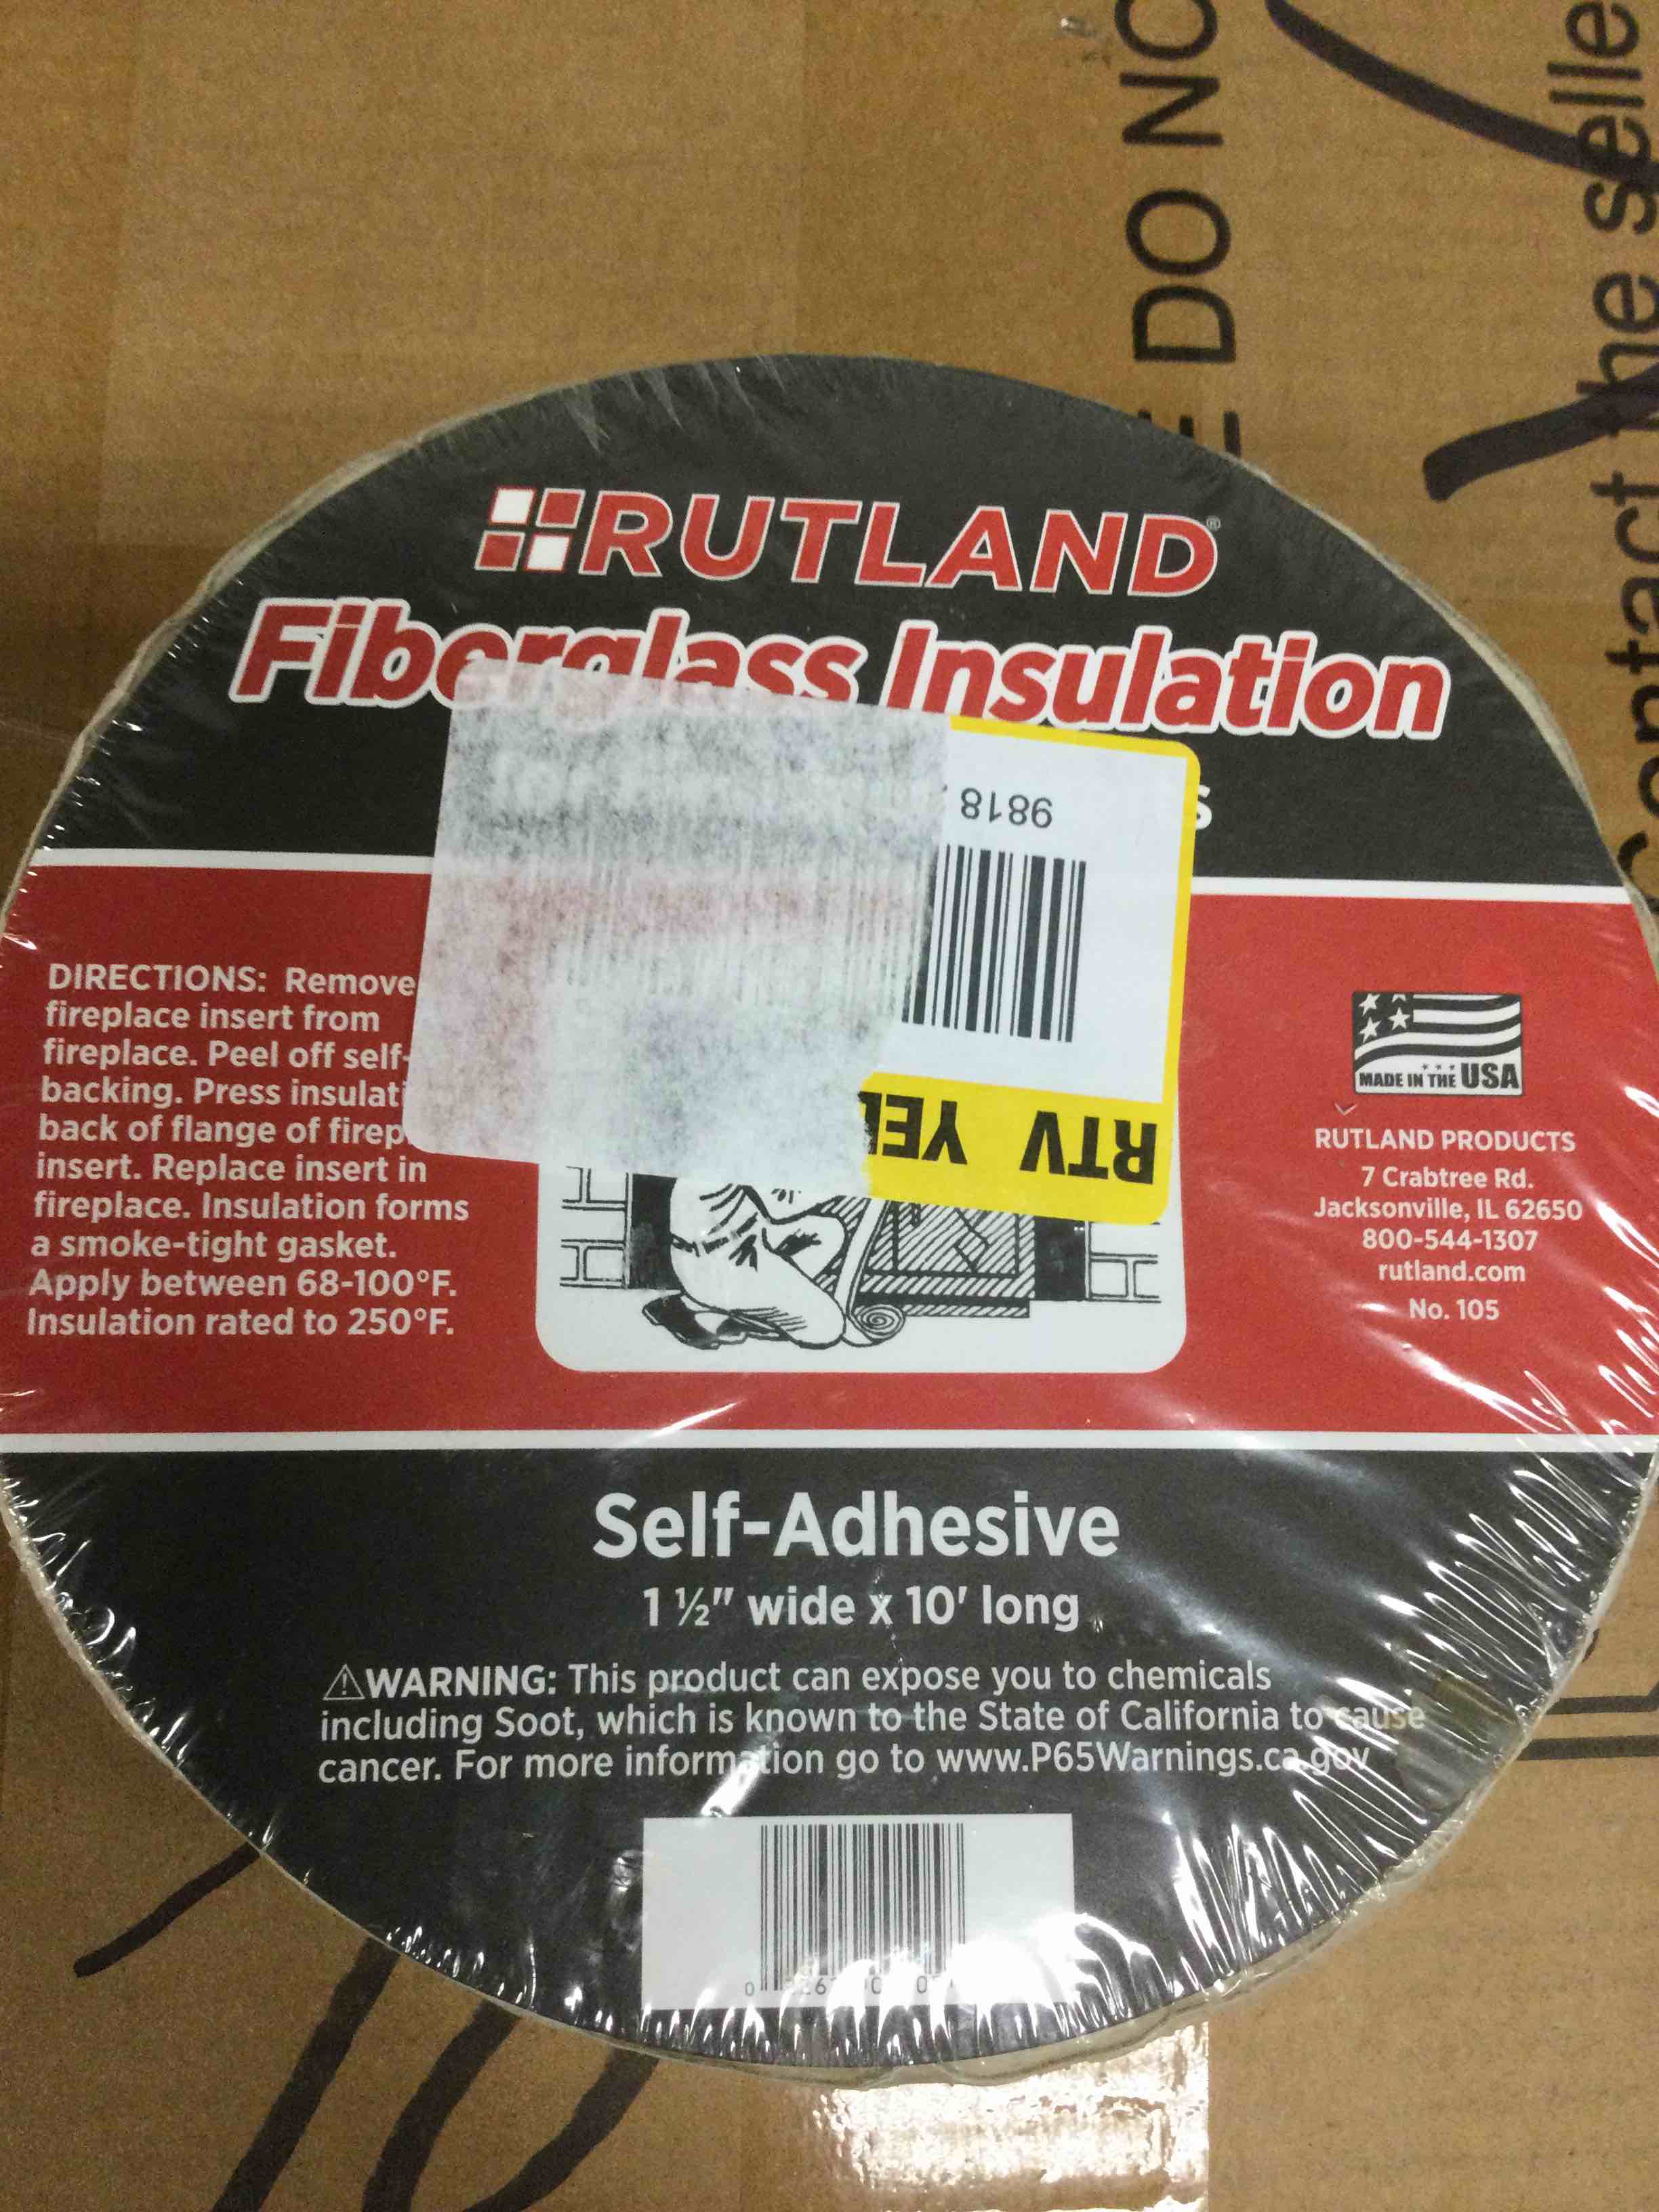 DO NO
the selle
Contact
RUTLAND®
Fiberglass Insulation
s
9818
RTV YE
DIRECTIONS: Remove
fireplace insert from
fireplace. Peel off self-
backing. Press insulati
back of flange of firep
insert. Replace insert in
fireplace. Insulation forms
a smoke-tight gasket.
Apply between 68-100°F.
Insulation rated to 250°F.
MADE IN THE USA
RUTLAND PRODUCTS
7 Crabtree Rd.
Jacksonville, IL 62650
800-544-1307
rutland.com
No. 105
Self-Adhesive
1 ½" wide x 10' long
⚠WARNING: This product can expose you to chemicals
including Soot, which is known to the State of California to cause
cancer. For more information go to www.P65Warnings.ca.gov